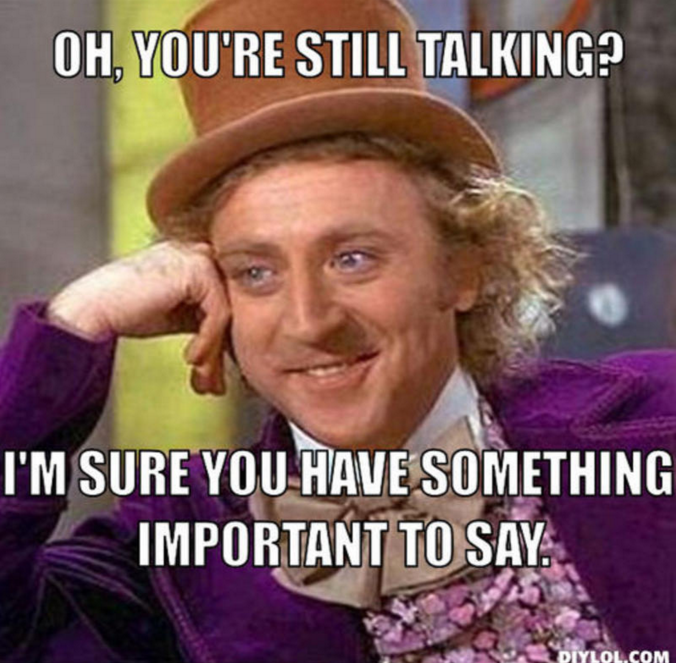 OH, YOU'RE STILL TALKING?
I'M SURE YOU HAVE SOMETHING
IMPORTANT TO SAY.
DIYLOL.COM